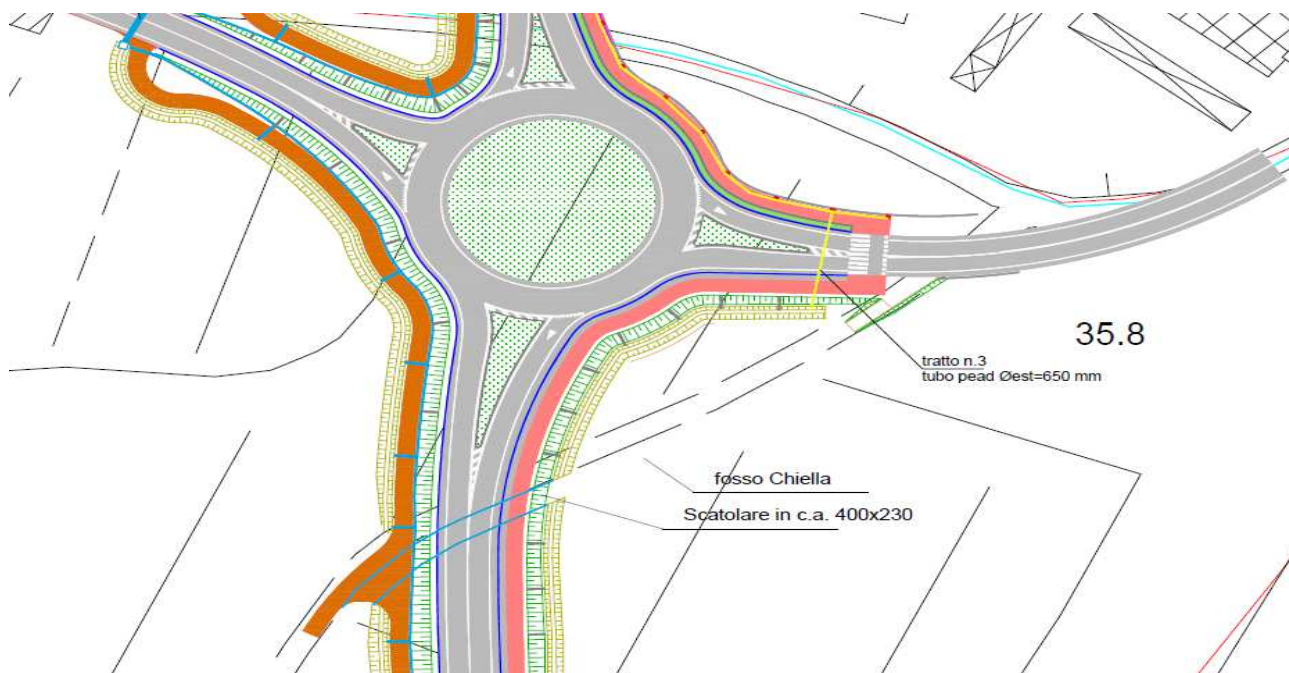 35.8
tratto n.3
tubo pead Øest=650 mm
fosso Chiella
Scatolare in c.a. 400x230